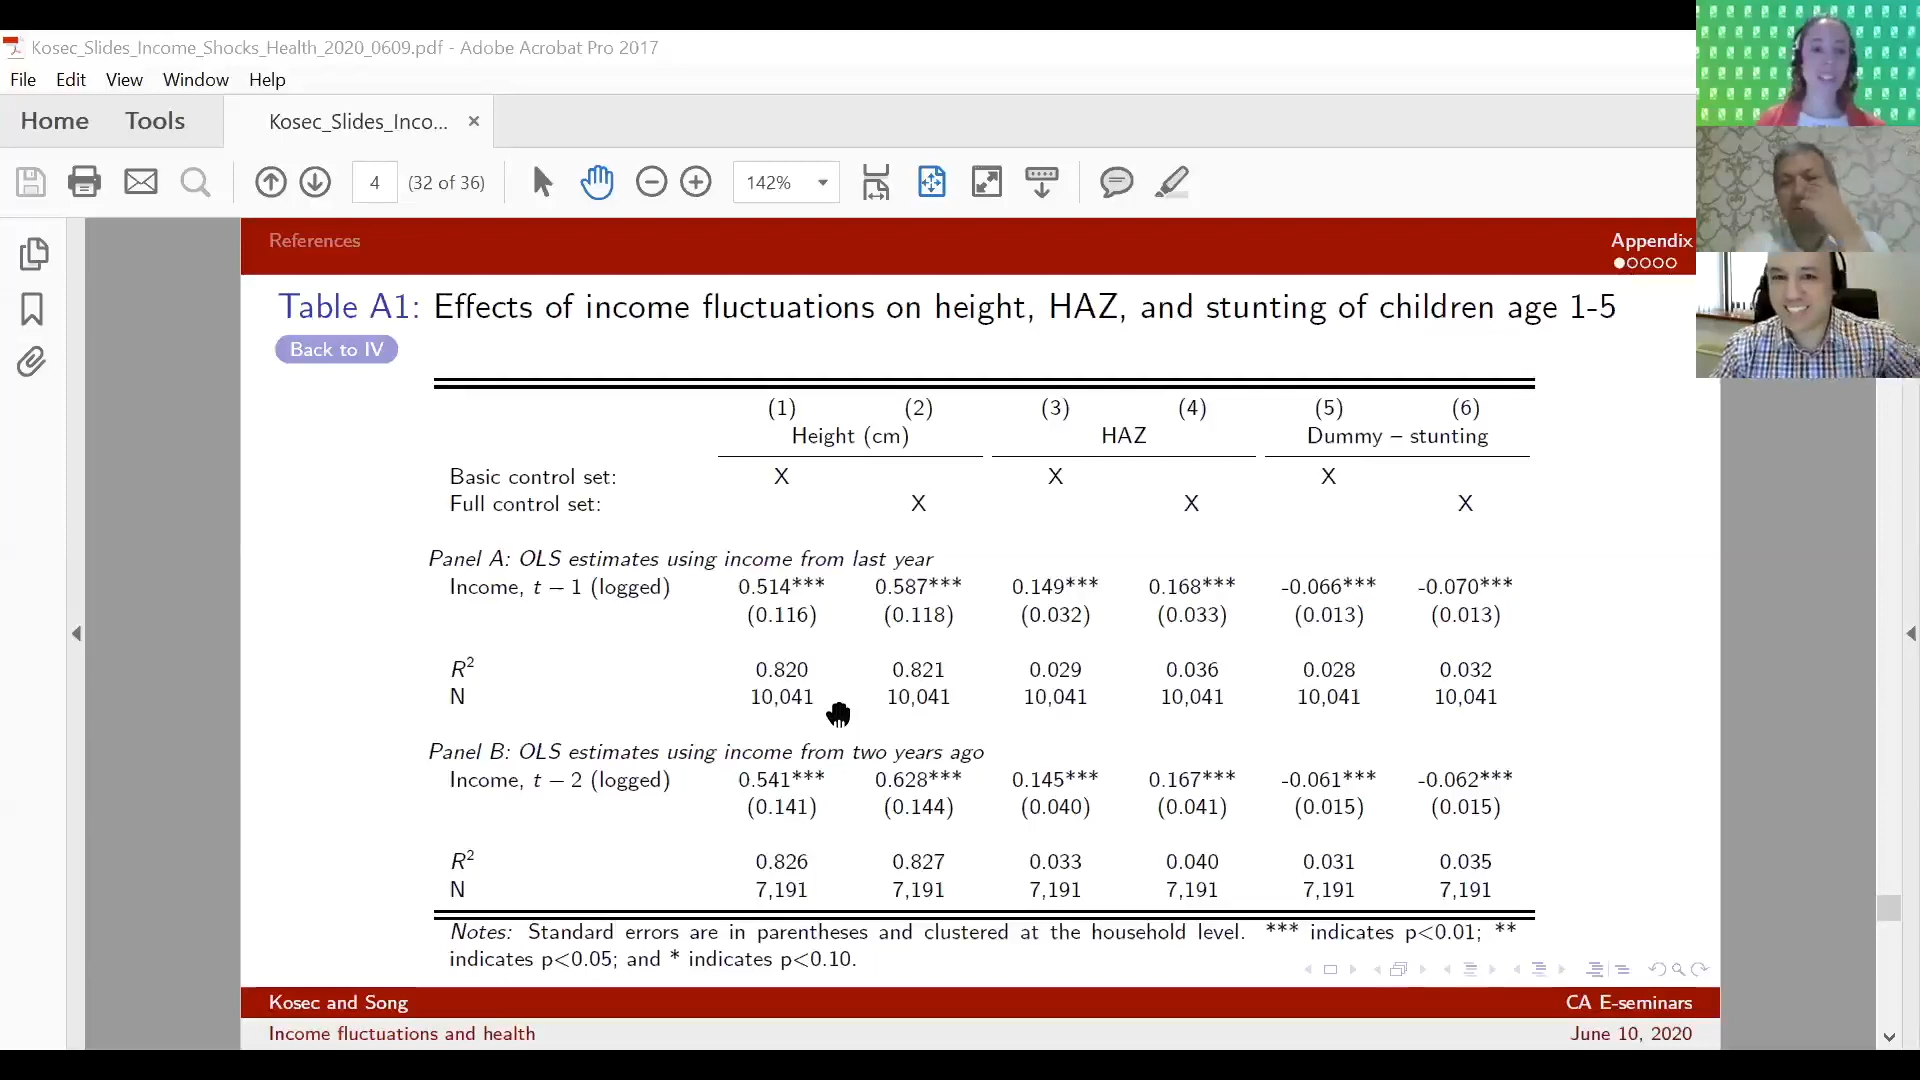 Kosec_Slides_Income_Shocks_Health_2020_0609.pdf - Adobe Acrobat Pro 2017
File Edit View Window Help
Home Tools Kosec_Slides_Inco... ×
4 (32 of 36) 142%
References Appendix
Table A1: Effects of income fluctuations on height, HAZ, and stunting of children age 1-5
Back to IV
(1) (2) (3) (4) (5) (6)
Height (cm) HAZ Dummy – stunting
Basic control set: X X X
Full control set: X X X
Panel A: OLS estimates using income from last year
Income, t − 1 (logged) 0.514*** 0.587*** 0.149*** 0.168*** -0.066*** -0.070***
(0.116) (0.118) (0.032) (0.033) (0.013) (0.013)
R² 0.820 0.821 0.029 0.036 0.028 0.032
N 10,041 10,041 10,041 10,041 10,041 10,041
Panel B: OLS estimates using income from two years ago
Income, t − 2 (logged) 0.541*** 0.628*** 0.145*** 0.167*** -0.061*** -0.062***
(0.141) (0.144) (0.040) (0.041) (0.015) (0.015)
R² 0.826 0.827 0.033 0.040 0.031 0.035
N 7,191 7,191 7,191 7,191 7,191 7,191
Notes: Standard errors are in parentheses and clustered at the household level. *** indicates p<0.01; **
indicates p<0.05; and * indicates p<0.10.
Kosec and Song CA E-seminars
Income fluctuations and health June 10, 2020